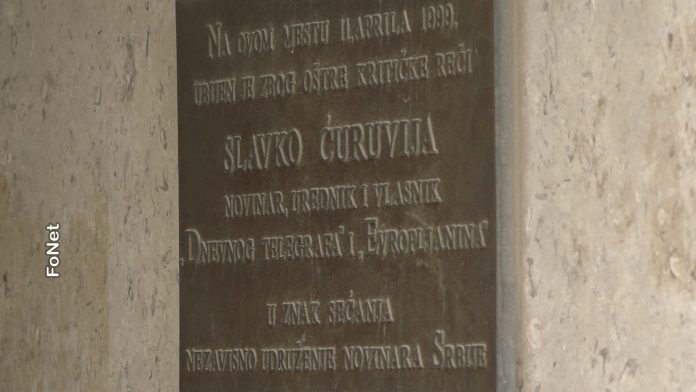 NA OVOM MESTU 11. APRILA 1999.
UBIJEN JE ZBOG OŠTRE KRITIČKE REČI
SLAVKO ĆURUVIJA
NOVINAR, UREDNIK I VLASNIK
„DNEVNOG TELEGRAFA" I „EVROPLJANINA"
U ZNAK SEĆANJA
NEZAVISNO UDRUŽENJE NOVINARA SRBIJE
FoNet